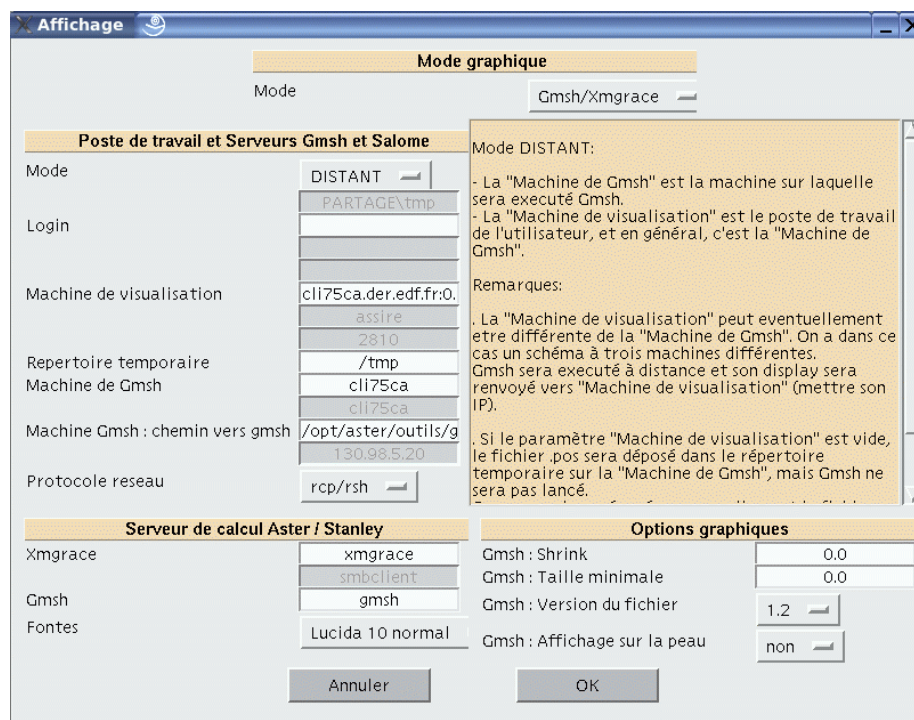 Affichage
Mode graphique
Mode
Gmsh/Xmgrace
Poste de travail et Serveurs Gmsh et Salome
Mode
DISTANT
PARTAGE\tmp
Login
Machine de visualisation
cli75ca.der.edf.fr:0.
assire
2810
Repertoire temporaire
/tmp
Machine de Gmsh
cli75ca
cli75ca
Machine Gmsh : chemin vers gmsh
/opt/aster/outils/g
130.98.5.20
Protocole reseau
rcp/rsh
Mode DISTANT:
- La "Machine de Gmsh" est la machine sur laquelle
sera executé Gmsh.
- La "Machine de visualisation" est le poste de travail
de l'utilisateur, et en général, c'est la "Machine de
Gmsh".
Remarques:
. La "Machine de visualisation" peut eventuellement
etre différente de la "Machine de Gmsh". On a dans ce
cas un schéma à trois machines différentes.
Gmsh sera executé à distance et son display sera
renvoyé vers "Machine de visualisation" (mettre son
IP).
. Si le paramètre "Machine de visualisation" est vide,
le fichier .pos sera déposé dans le répertoire
temporaire sur la "Machine de Gmsh", mais Gmsh ne
sera pas lancé.
Serveur de calcul Aster / Stanley
Xmgrace
xmgrace
smbclient
Gmsh
gmsh
Fontes
Lucida 10 normal
Options graphiques
Gmsh : Shrink
0.0
Gmsh : Taille minimale
0.0
Gmsh : Version du fichier
1.2
Gmsh : Affichage sur la peau
non
Annuler
OK